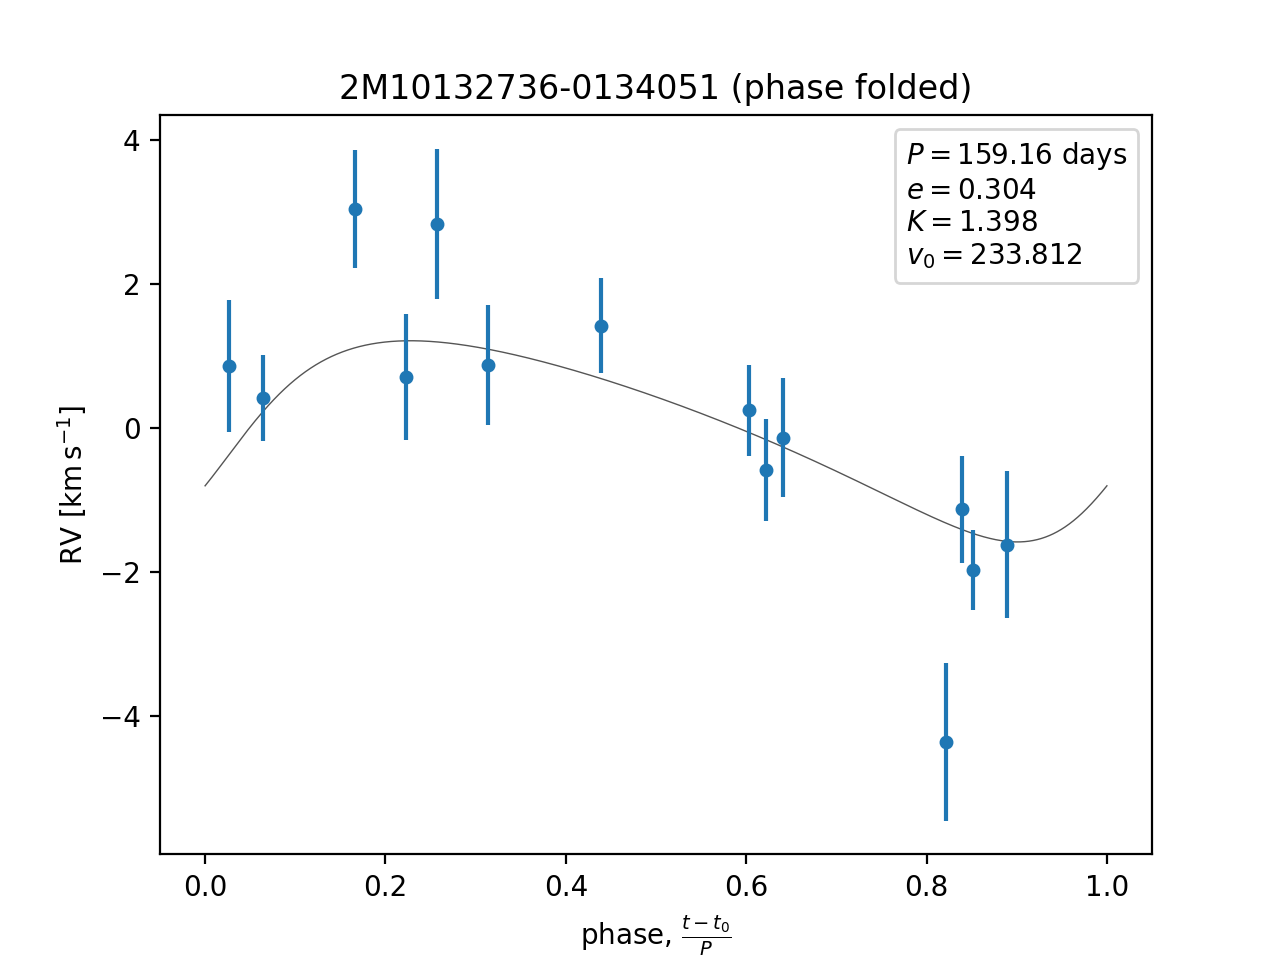 2M10132736-0134051 (phase folded)
P = 159.16 days
e = 0.304
K = 1.398
v₀ = 233.812
4
2
0
−2
−4
RV [km s⁻¹]
0.0 0.2 0.4 0.6 0.8 1.0
phase, (t − t₀)/P